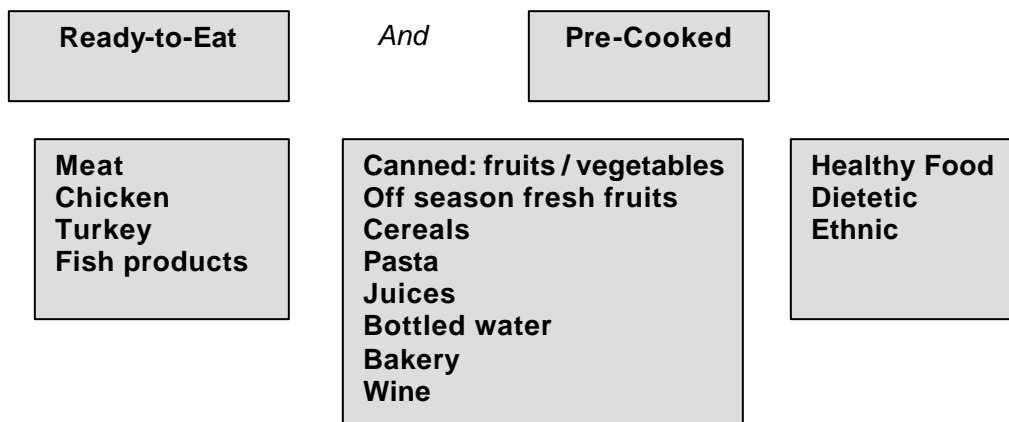 Ready-to-Eat And Pre-Cooked
Meat
Chicken
Turkey
Fish products
Canned: fruits / vegetables
Off season fresh fruits
Cereals
Pasta
Juices
Bottled water
Bakery
Wine
Healthy Food
Dietetic
Ethnic